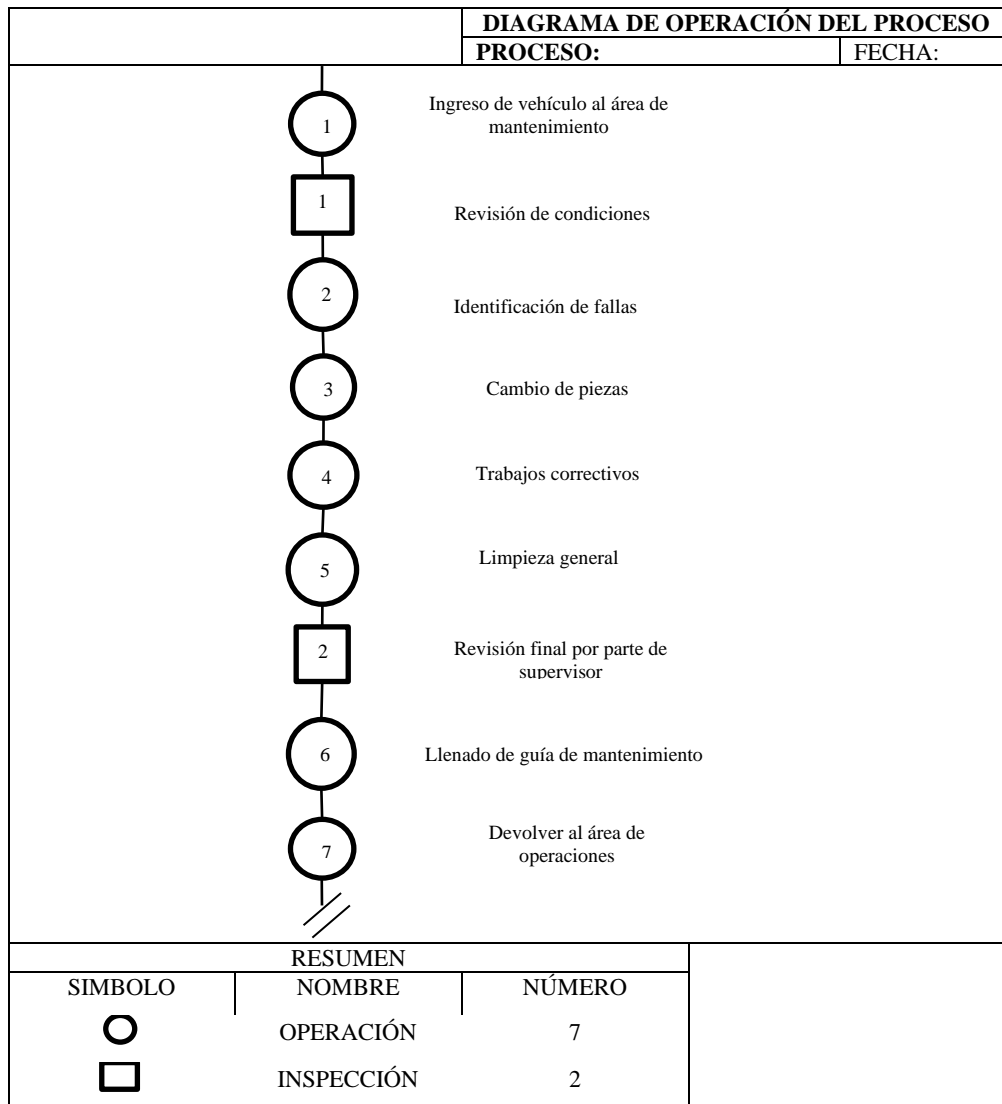 DIAGRAMA DE OPERACIÓN DEL PROCESO
PROCESO: FECHA:
1 Ingreso de vehículo al área de
mantenimiento
1 Revisión de condiciones
2 Identificación de fallas
3 Cambio de piezas
4 Trabajos correctivos
5 Limpieza general
2 Revisión final por parte de
supervisor
6 Llenado de guía de mantenimiento
7 Devolver al área de
operaciones
RESUMEN
SIMBOLO NOMBRE NÚMERO
OPERACIÓN 7
INSPECCIÓN 2